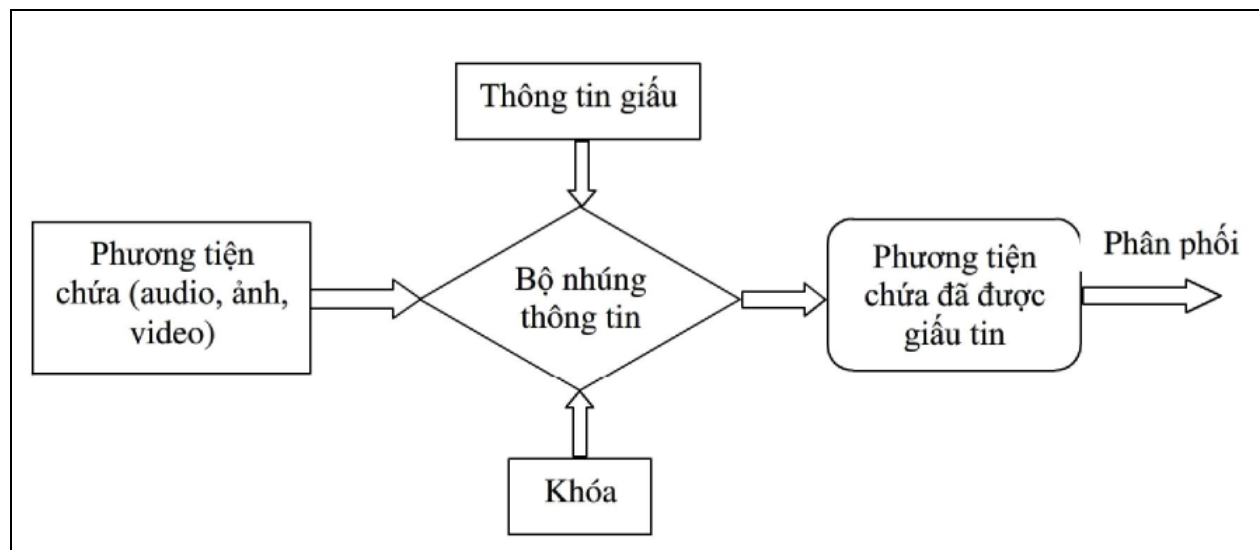 Thông tin giấu
Phương tiện
chứa (audio, ảnh,
video)
Bộ nhúng
thông tin
Phương tiện
chứa đã được
giấu tin
Phân phối
Khóa